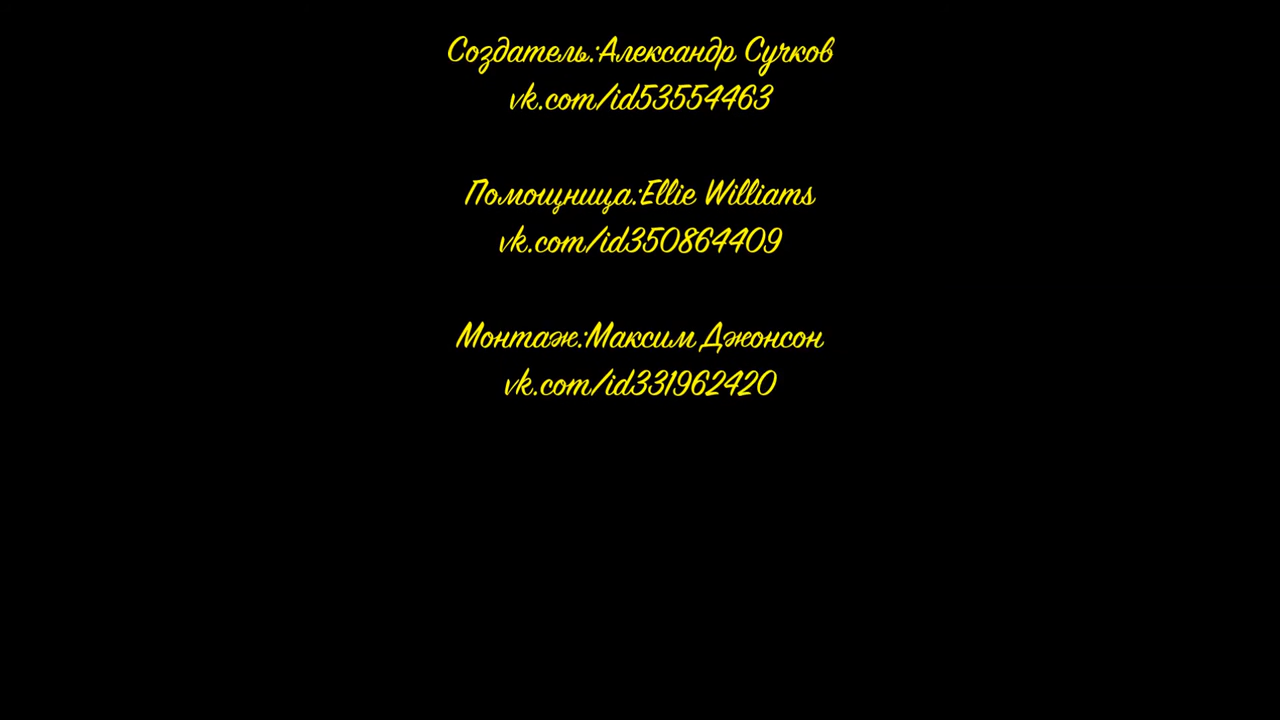 Создатель:Александр Сучков
vk.com/id53554463
Помощница:Ellie Williams
vk.com/id350864409
Монтаж:Максим Джонсон
vk.com/id331962420